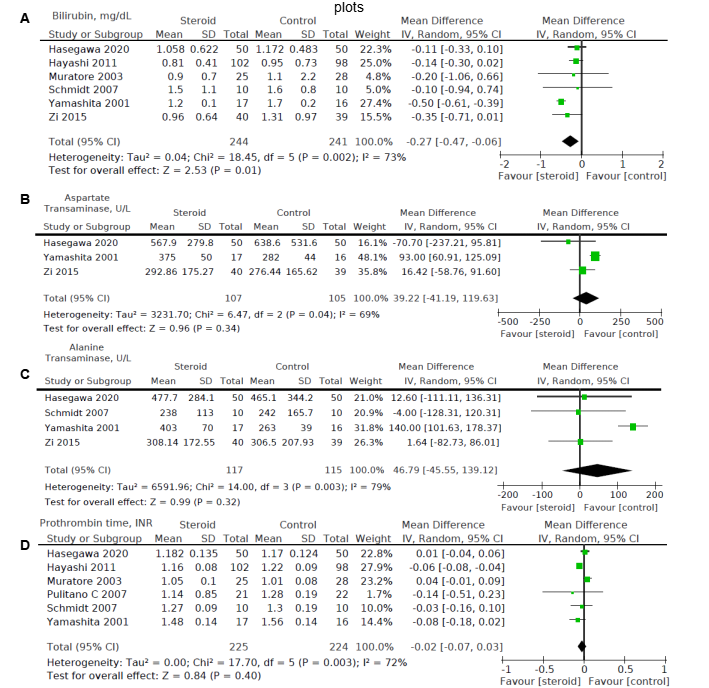 plots
A
Bilirubin, mg/dL Steroid Control Mean Difference Mean Difference
Study or Subgroup Mean SD Total Mean SD Total Weight IV, Random, 95% CI IV, Random, 95% CI
Hasegawa 2020 1.058 0.622 50 1.172 0.483 50 22.3% -0.11 (-0.33, 0.10]
Hayashi 2011 0.81 0.41 102 0.95 0.73 98 25.0% -0.14 (-0.30, 0.02]
Muratore 2003 0.9 0.7 25 1.1 2.2 28 4.8% -0.20 (-1.06, 0.66]
Schmidt 2007 1.5 1.1 10 1.6 0.8 10 5.0% -0.10 (-0.94, 0.74]
Yamashita 2001 1.2 0.1 17 1.7 0.2 16 27.4% -0.50 (-0.61, -0.39]
Zi 2015 0.96 0.64 40 1.31 0.97 39 15.5% -0.35 (-0.71, 0.01]
Total (95% CI) 244 241 100.0% -0.27 [-0.47, -0.06]
Heterogeneity: Tau² = 0.04; Chi² = 18.45, df = 5 (P = 0.002); I² = 73%
Test for overall effect: Z = 2.53 (P = 0.01)
-2 -1 0 1 2
Favour [steroid] Favour [control]
B
Aspartate
Transaminase, U/L Steroid Control Mean Difference Mean Difference
Study or Subgroup Mean SD Total Mean SD Total Weight IV, Random, 95% CI IV, Random, 95% CI
Hasegawa 2020 567.9 279.8 50 638.6 531.6 50 16.1% -70.70 [-237.21, 95.81]
Yamashita 2001 375 50 17 282 44 16 48.1% 93.00 [60.91, 125.09]
Zi 2015 292.86 175.27 40 276.44 165.62 39 35.8% 16.42 [-58.76, 91.60]
Total (95% CI) 107 105 100.0% 39.22 [-41.19, 119.63]
Heterogeneity: Tau² = 3231.70; Chi² = 6.47, df = 2 (P = 0.04); I² = 69%
Test for overall effect: Z = 0.96 (P = 0.34)
-500 -250 0 250 500
Favour [steroid] Favour [control]
C
Alanine
Transaminase, U/L Steroid Control Mean Difference Mean Difference
Study or Subgroup Mean SD Total Mean SD Total Weight IV, Random, 95% CI IV, Random, 95% CI
Hasegawa 2020 477.7 284.1 50 465.1 344.2 50 21.0% 12.60 [-111.11, 136.31]
Schmidt 2007 238 113 10 242 165.7 10 20.9% -4.00 [-128.31, 120.31]
Yamashita 2001 403 70 17 263 39 16 31.8% 140.00 [101.63, 178.37]
Zi 2015 308.14 172.55 40 306.5 207.93 39 26.3% 1.64 [-82.73, 86.01]
Total (95% CI) 117 115 100.0% 46.79 [-45.55, 139.12]
Heterogeneity: Tau² = 6591.96; Chi² = 14.00, df = 3 (P = 0.003); I² = 79%
Test for overall effect: Z = 0.99 (P = 0.32)
-200 -100 0 100 200
Favour [steroid] Favour [control]
D
Prothrombin time, INR Steroid Control Mean Difference Mean Difference
Study or Subgroup Mean SD Total Mean SD Total Weight IV, Random, 95% CI IV, Random, 95% CI
Hasegawa 2020 1.182 0.135 50 1.17 0.124 50 22.8% 0.01 [-0.04, 0.06]
Hayashi 2011 1.16 0.08 102 1.22 0.09 98 28.1% -0.06 [-0.08, -0.04]
Muratore 2003 1.05 0.1 25 1.01 0.08 28 23.2% 0.04 [-0.01, 0.09]
Pulitano C 2007 1.14 0.85 21 1.28 0.19 22 1.5% -0.14 [-0.51, 0.23]
Schmidt 2007 1.27 0.09 10 1.3 0.19 10 10.0% -0.03 [-0.16, 0.10]
Yamashita 2001 1.48 0.14 17 1.56 0.14 16 14.4% -0.08 [-0.18, 0.02]
Total (95% CI) 225 224 100.0% -0.02 [-0.07, 0.03]
Heterogeneity: Tau² = 0.00; Chi² = 17.70, df = 5 (P = 0.003); I² = 72%
Test for overall effect: Z = 0.84 (P = 0.40)
-1 -0.5 0 0.5 1
Favour [steroid] Favour [control]